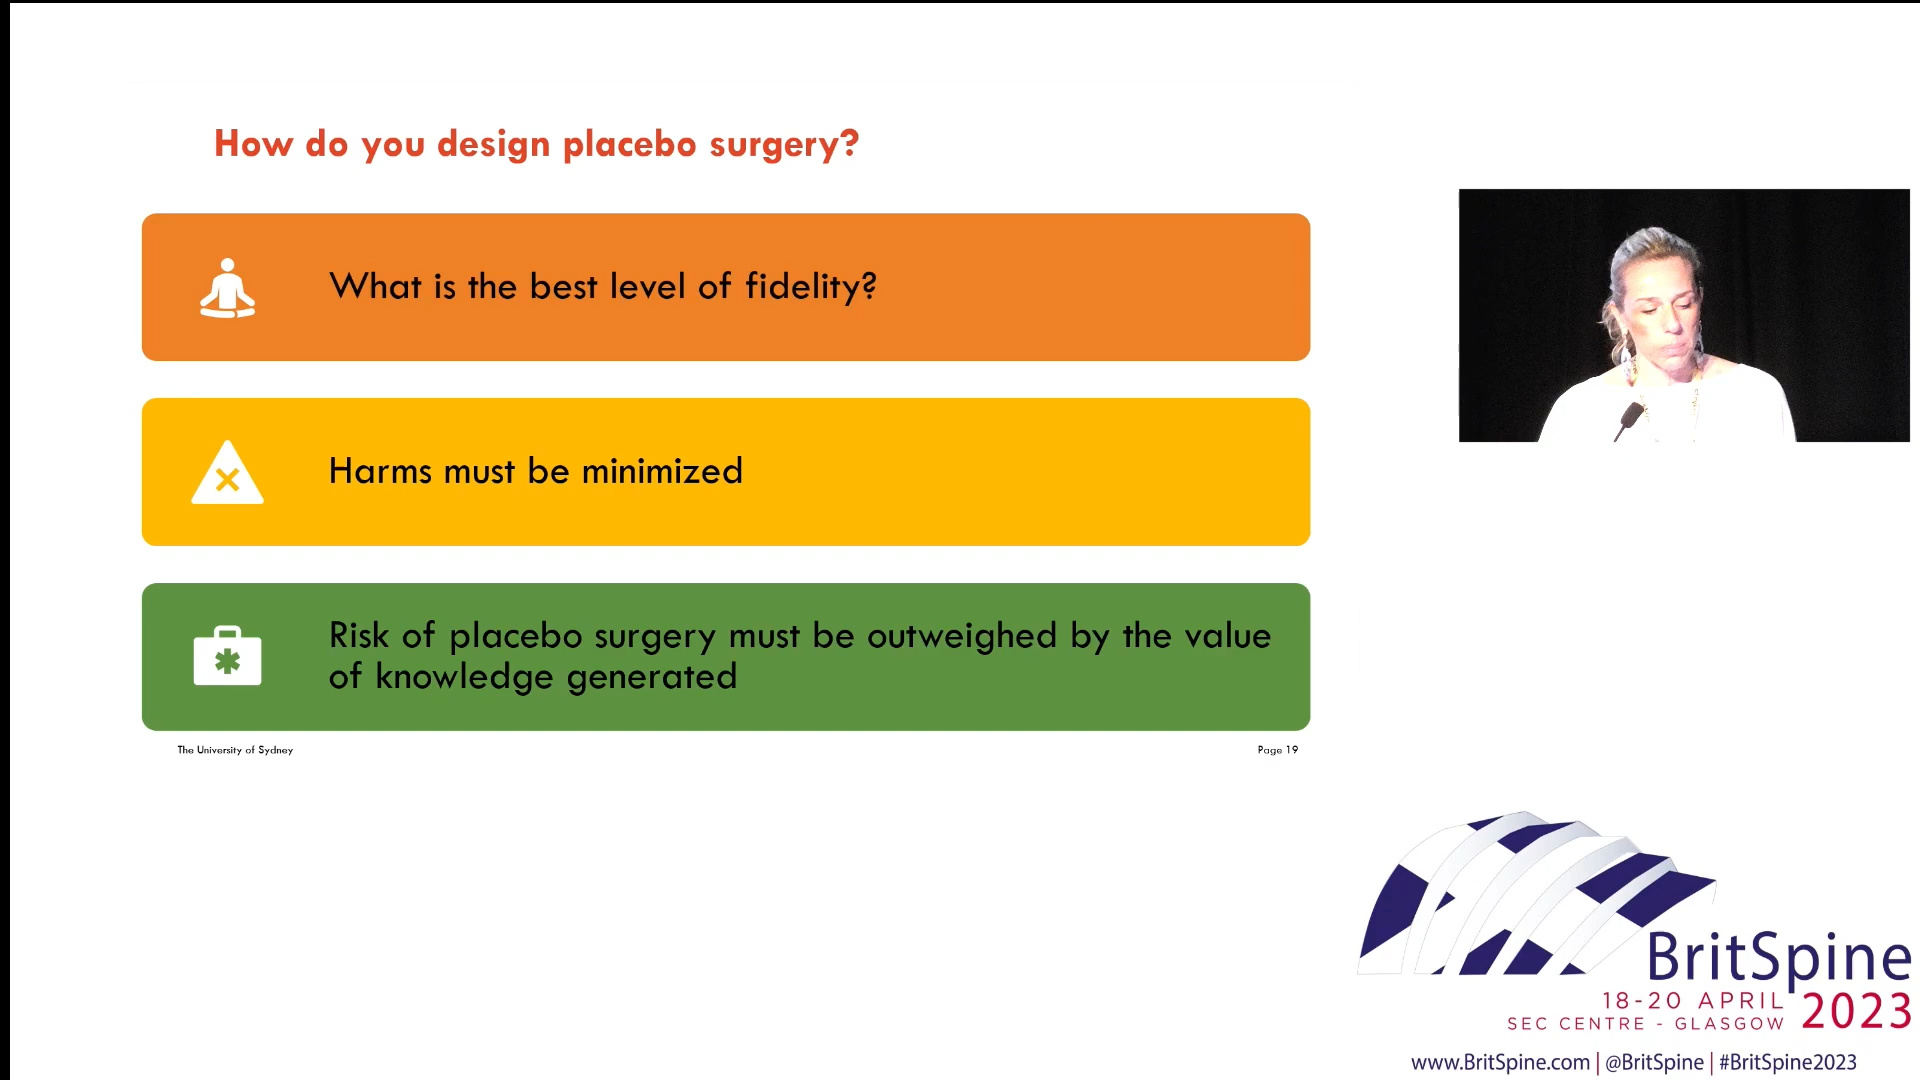 How do you design placebo surgery?
What is the best level of fidelity?
Harms must be minimized
Risk of placebo surgery must be outweighed by the value
of knowledge generated
The University of Sydney
Page 19
BritSpine
18-20 APRIL
SEC CENTRE - GLASGOW
2023
www.BritSpine.com | @BritSpine | #BritSpine2023